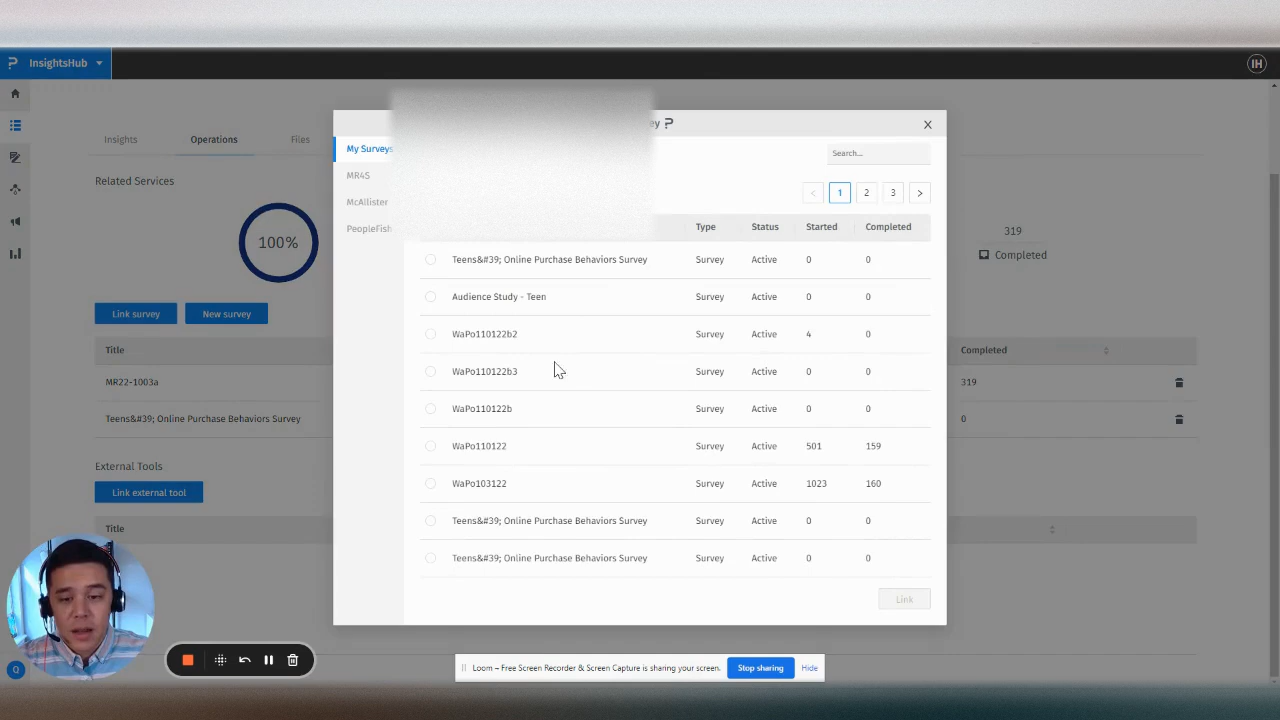 InsightsHub
IH
Insights
Operations
Files
Related Services
100%
319
Completed
Link survey
New survey
Title
Completed
MR22-1003a
319
Teens&#39; Online Purchase Behaviors Survey
0
External Tools
Link external tool
Title
My Surveys
MR4S
McAllister
PeopleFish
Search...
< 1 2 3 >
Type Status Started Completed
Teens&#39; Online Purchase Behaviors Survey Survey Active 0 0
Audience Study - Teen Survey Active 0 0
WaPo110122b2 Survey Active 4 0
WaPo110122b3 Survey Active 0 0
WaPo110122b Survey Active 0 0
WaPo110122 Survey Active 501 159
WaPo103122 Survey Active 1023 160
Teens&#39; Online Purchase Behaviors Survey Survey Active 0 0
Teens&#39; Online Purchase Behaviors Survey Survey Active 0 0
Link
Q
Loom – Free Screen Recorder & Screen Capture is sharing your screen.
Stop sharing
Hide